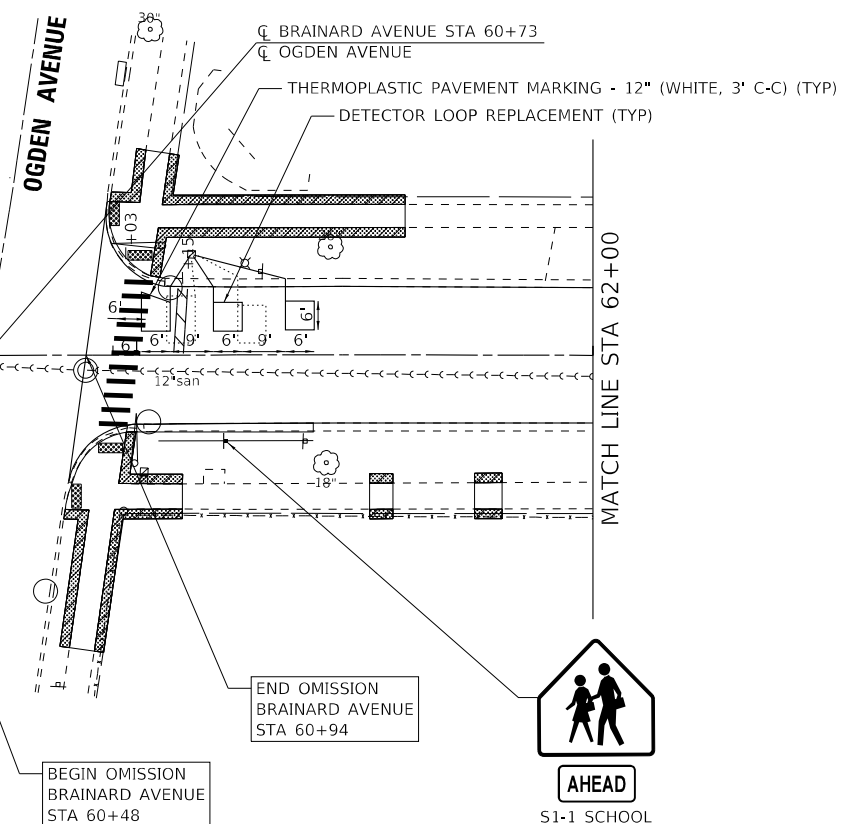 30"
℄ BRAINARD AVENUE STA 60+73
℄ OGDEN AVENUE
OGDEN AVENUE
THERMOPLASTIC PAVEMENT MARKING - 12" (WHITE, 3' C-C) (TYP)
DETECTOR LOOP REPLACEMENT (TYP)
+03
MATCH LINE STA 62+00
6'
6'
6'
6'
9'
6'
9'
6'
12"san
18"
END OMISSION
BRAINARD AVENUE
STA 60+94
BEGIN OMISSION
BRAINARD AVENUE
STA 60+48
AHEAD
S1-1 SCHOOL